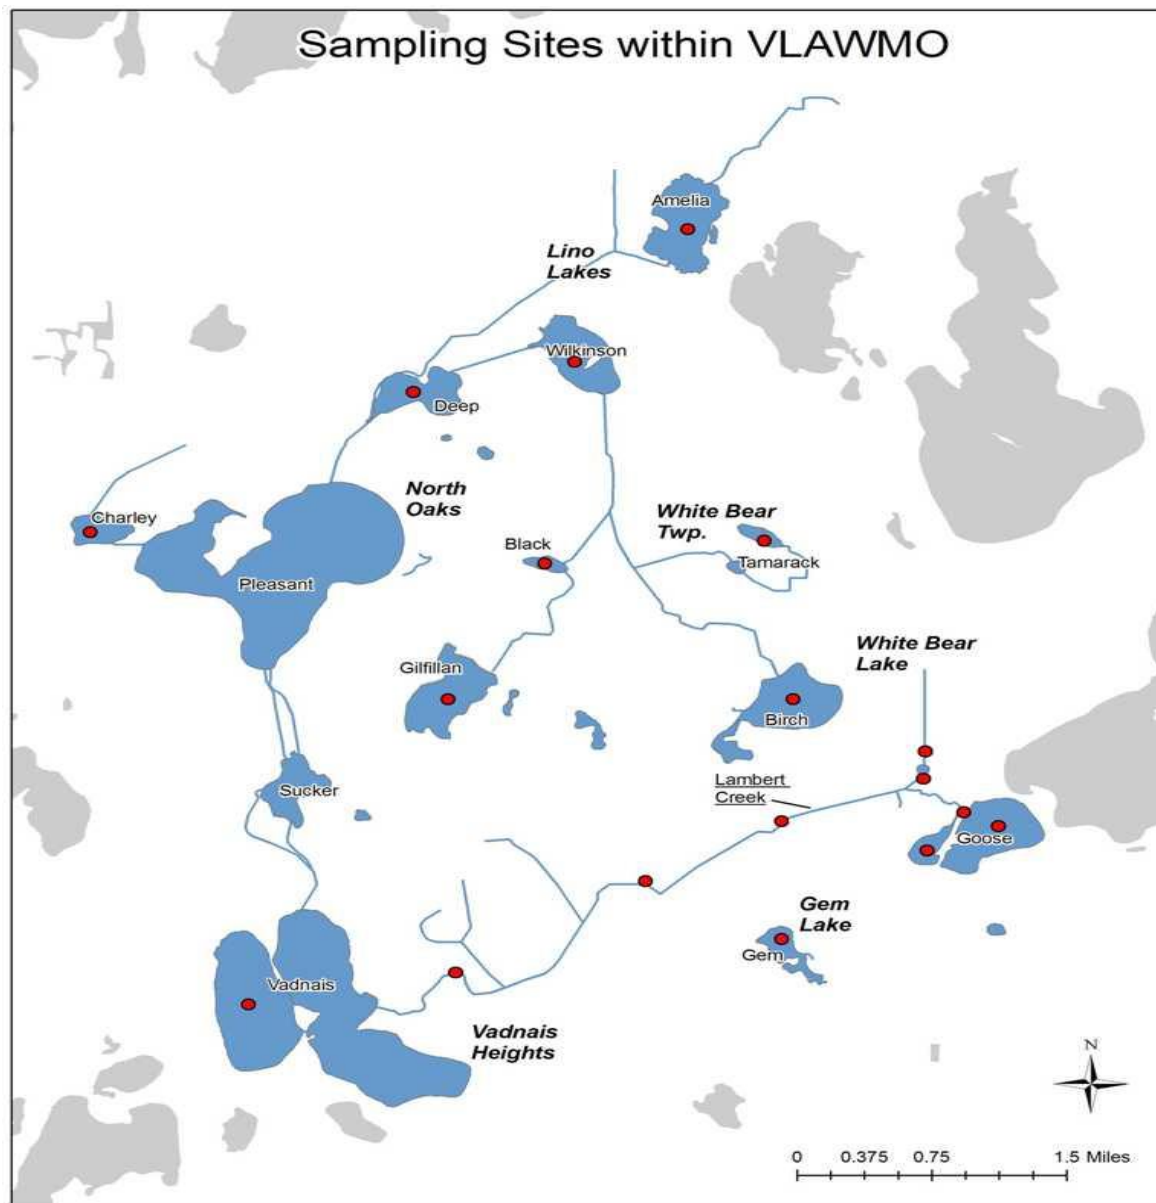 Sampling Sites within VLAWMO
Amelia
Lino
Lakes
Wilkinson
Deep
North
Oaks
Charley
White Bear
Twp.
Black
Tamarack
Pleasant
White Bear
Lake
Gilfillan
Birch
Sucker
Lambert
Creek
Goose
Gem
Lake
Gem
Vadnais
Vadnais
Heights
N
0 0.375 0.75 1.5 Miles